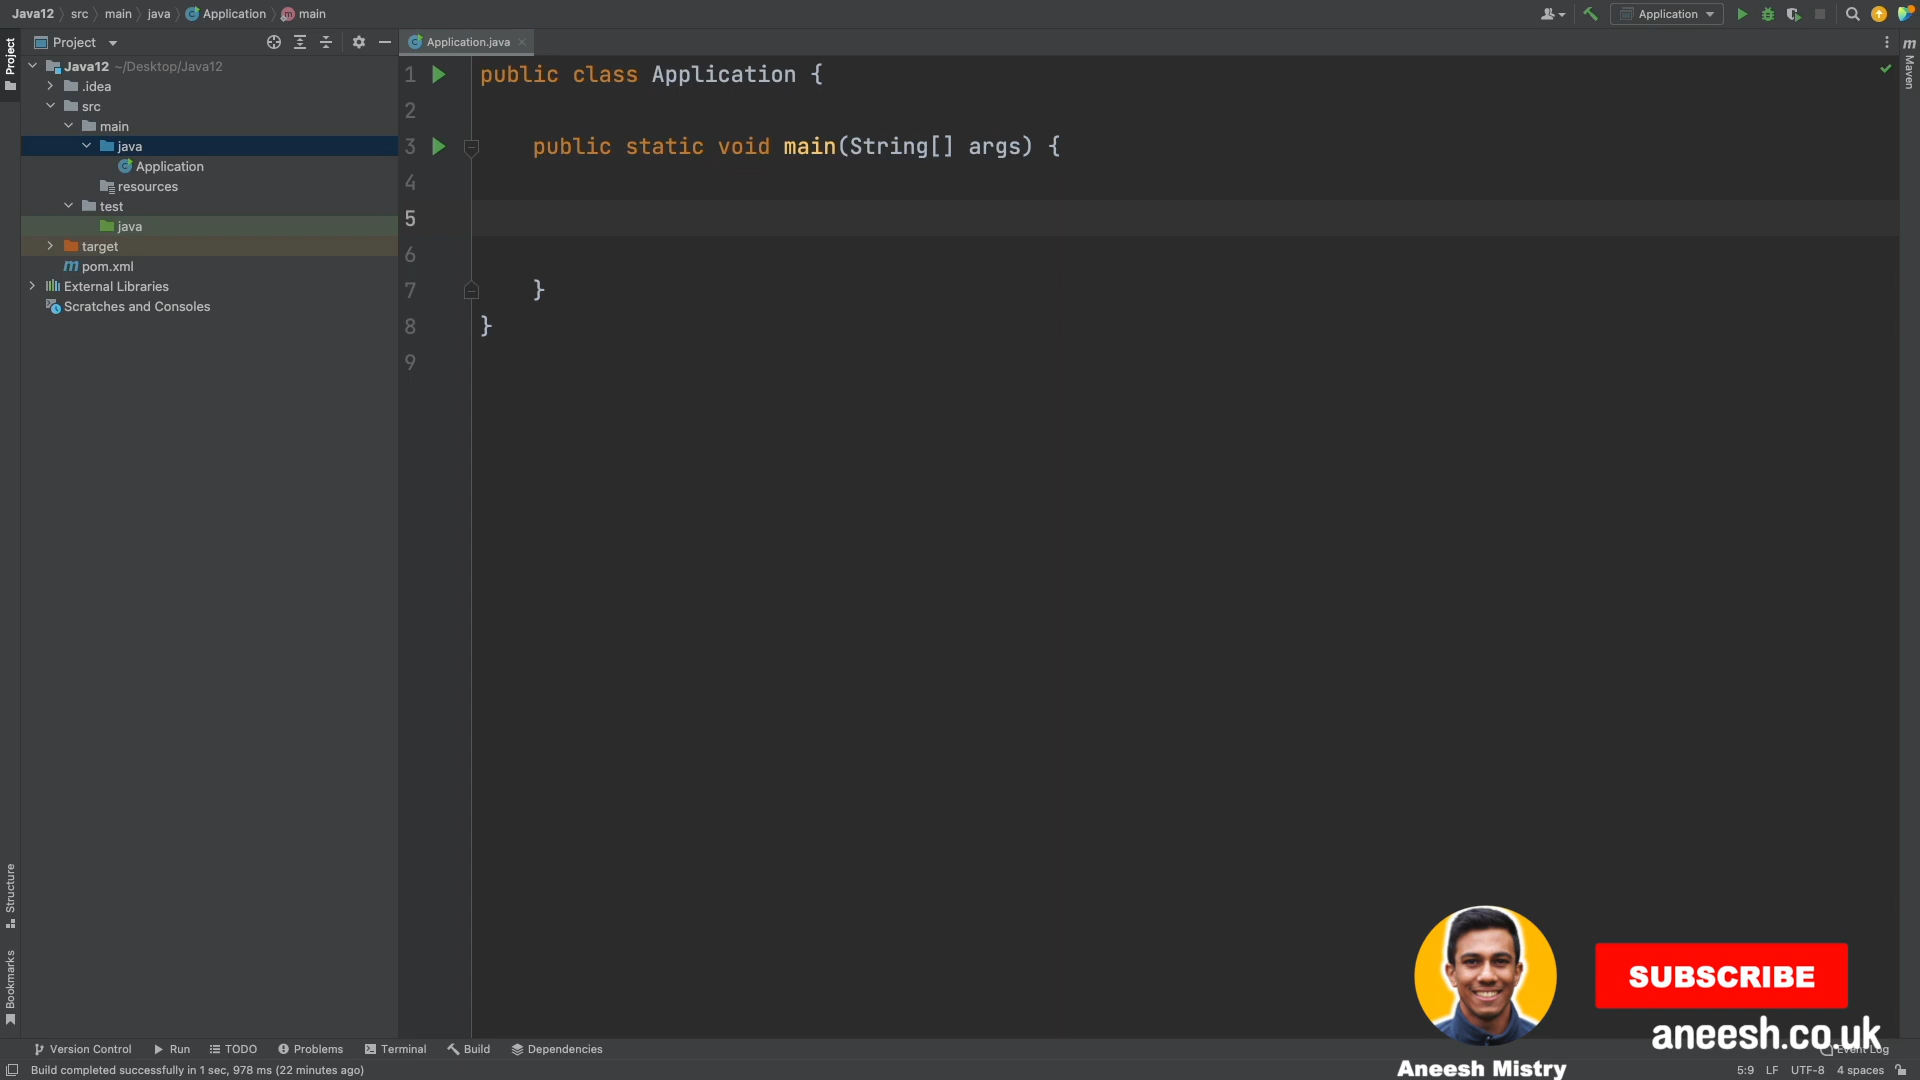 Java12 src main java Application main
Application
Project
Project
Application.java
Maven
Java12 ~/Desktop/Java12
.idea
src
main
java
Application
resources
test
java
target
pom.xml
External Libraries
Scratches and Consoles
1 public class Application {
2
3 public static void main(String[] args) {
4
5
6
7 }
8 }
9
Structure
Bookmarks
SUBSCRIBE
aneesh.co.uk
Aneesh Mistry
Version Control Run TODO Problems Terminal Build Dependencies Event Log
Build completed successfully in 1 sec, 978 ms (22 minutes ago) 5:9 LF UTF-8 4 spaces